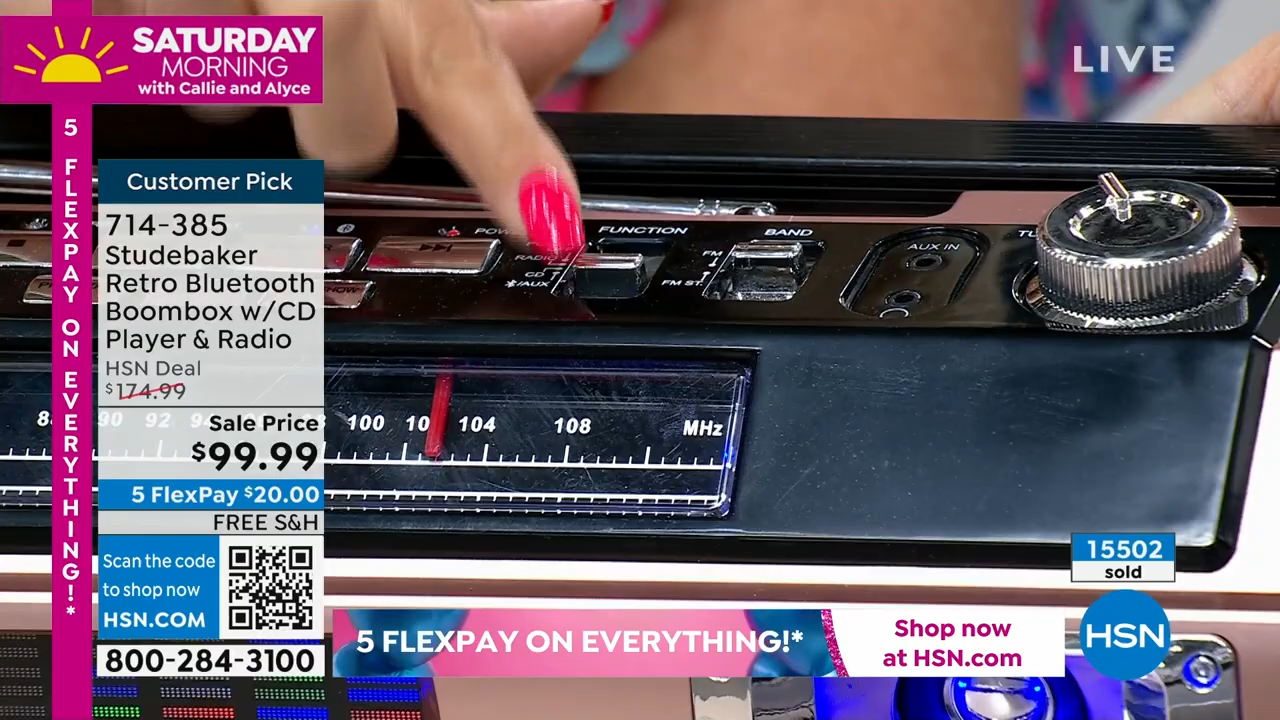 SATURDAY
MORNING
with Callie and Alyce
LIVE
5 FLEXPAY ON EVERYTHING!*
Customer Pick
714-385
Studebaker
Retro Bluetooth
Boombox w/CD
Player & Radio
HSN Deal
$174.99
Sale Price
$99.99
5 FlexPay $20.00
FREE S&H
Scan the code
to shop now
HSN.COM
800-284-3100
FUNCTION
BAND
RADIO
CD
/AUX
FM
FM ST.
AUX IN
90 92
100
104 108 MHz
15502
sold
5 FLEXPAY ON EVERYTHING!*
Shop now
at HSN.com
HSN